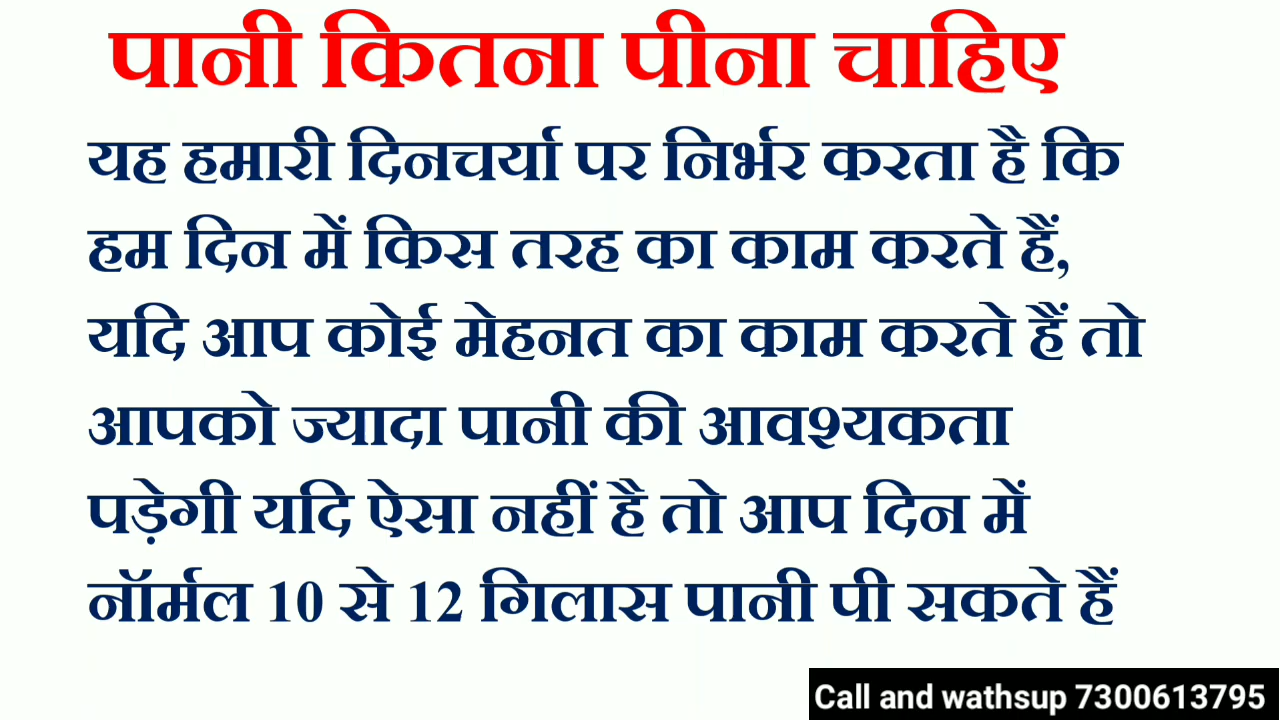 पानी कितना पीना चाहिए
यह हमारी दिनचर्या पर निर्भर करता है कि
हम दिन में किस तरह का काम करते हैं,
यदि आप कोई मेहनत का काम करते हैं तो
आपको ज्यादा पानी की आवश्यकता
पड़ेगी यदि ऐसा नहीं है तो आप दिन में
नॉर्मल 10 से 12 गिलास पानी पी सकते हैं
Call and wathsup 7300613795